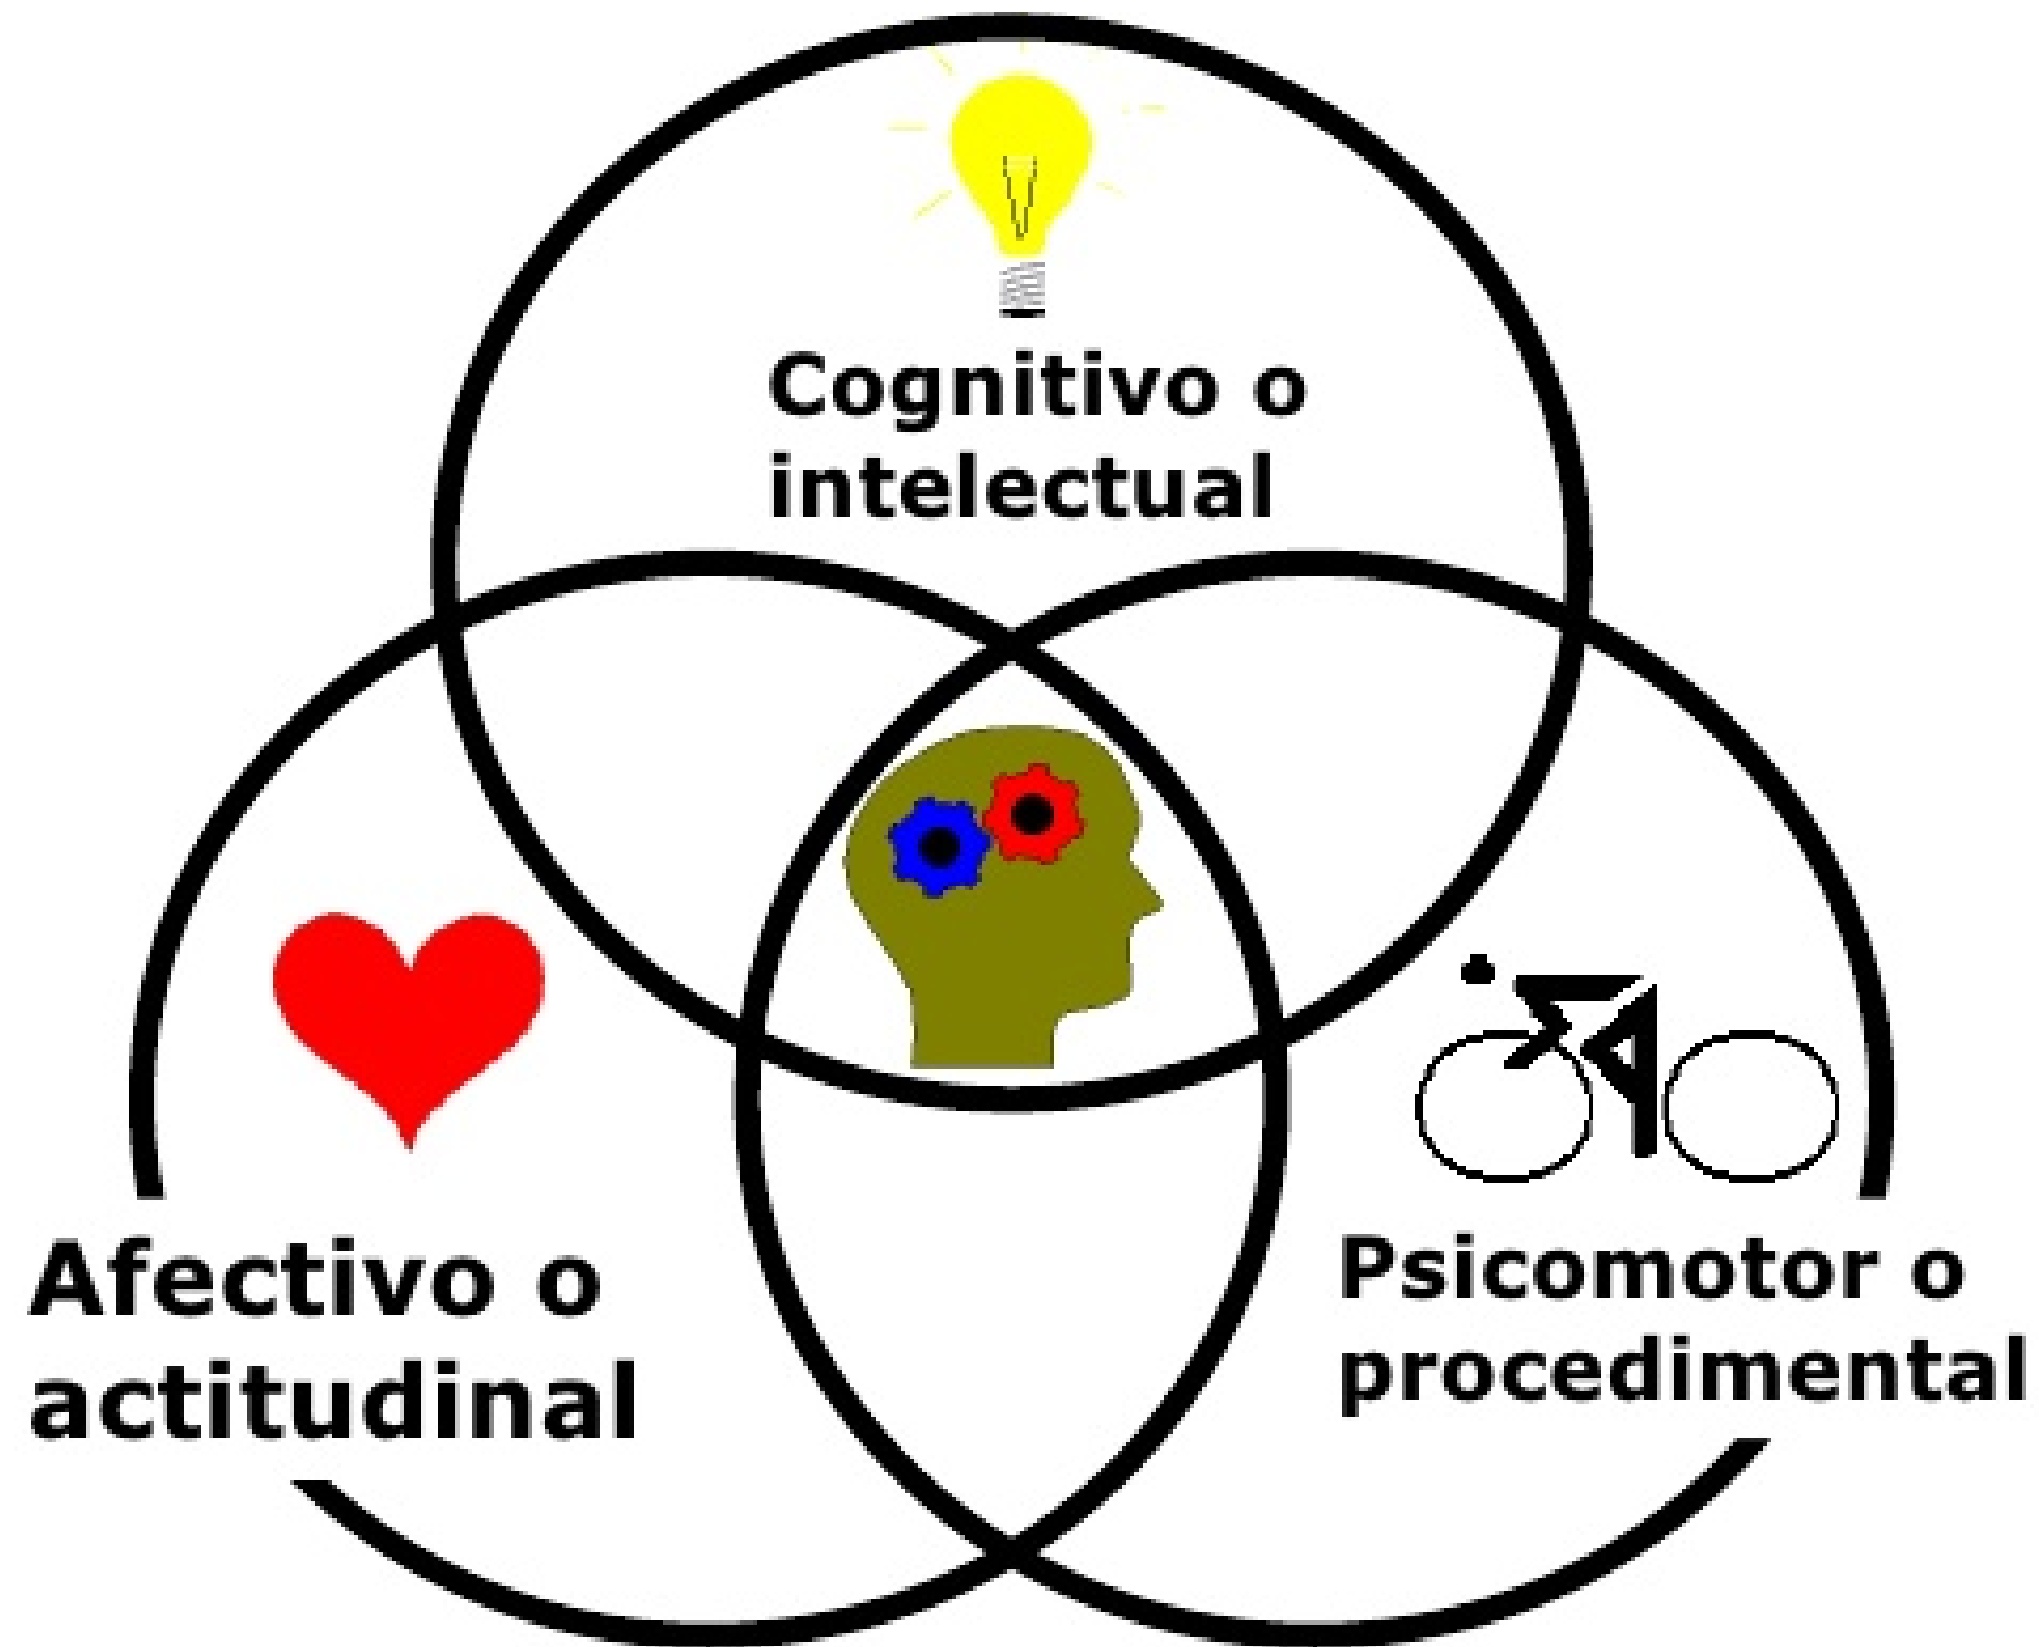 Cognitivo o
intelectual
Afectivo o
actitudinal
Psicomotor o
procedimental